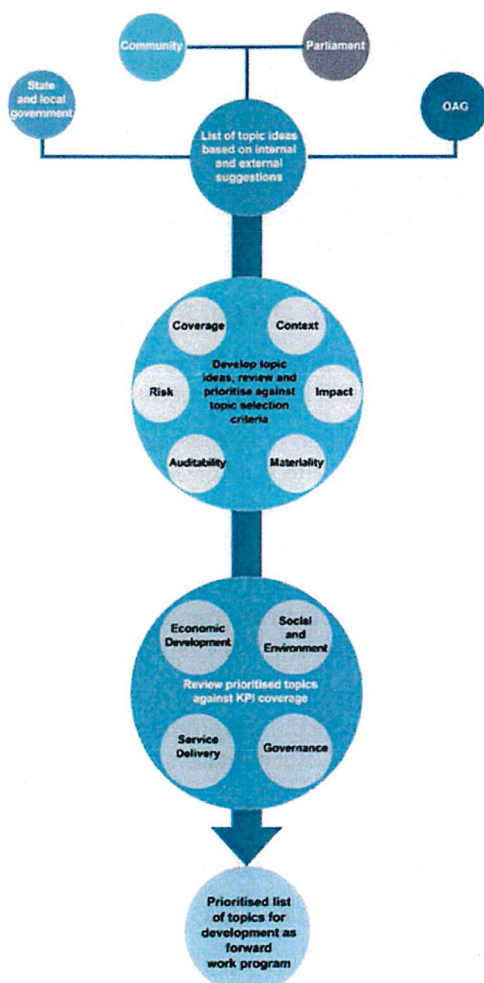 Community
Parliament
State
and local
government
OAG
List of topic ideas
based on internal
and external
suggestions
Coverage
Context
Develop topic
ideas, review and
prioritise against
topic selection
criteria
Risk
Impact
Auditability
Materiality
Economic
Development
Social
and
Environment
Review prioritised topics
against KPI coverage
Service
Delivery
Governance
Prioritised list
of topics for
development as
forward
work program